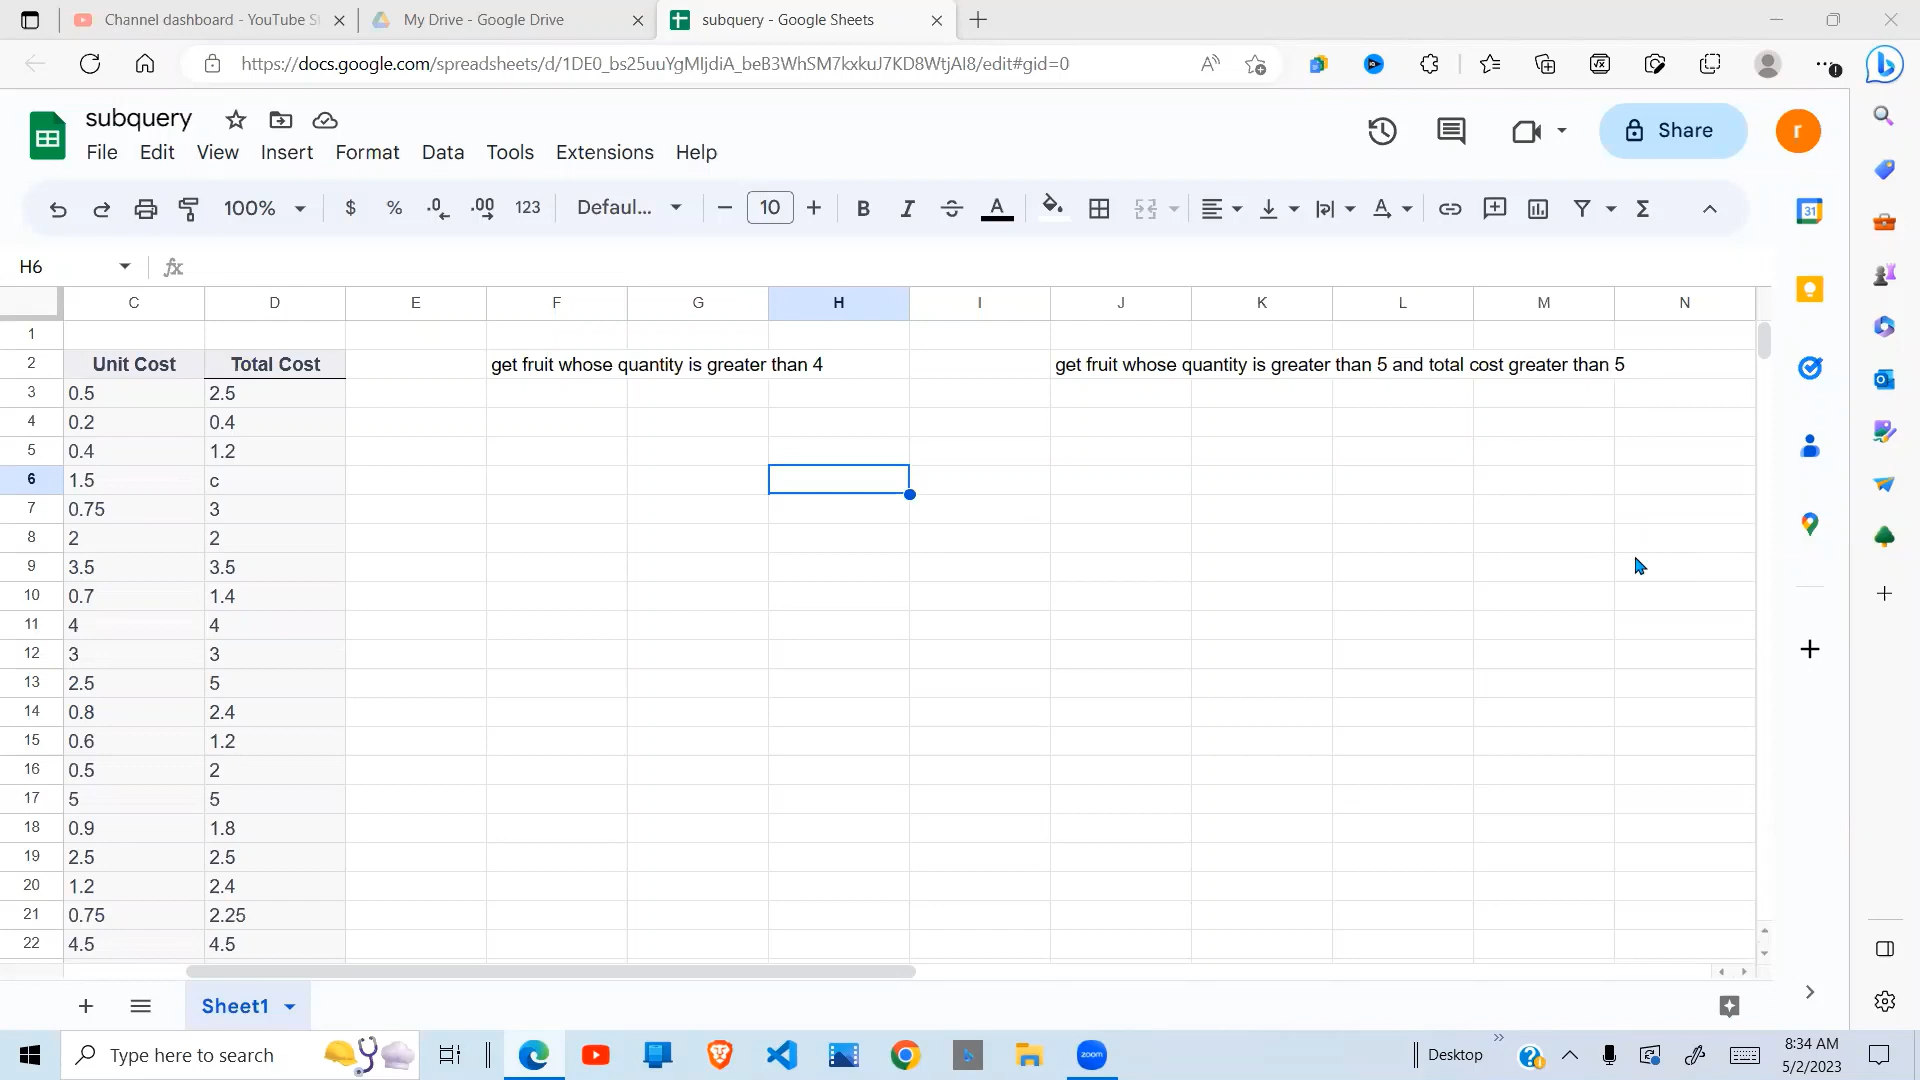 Channel dashboard - YouTube S
My Drive - Google Drive
subquery - Google Sheets
https://docs.google.com/spreadsheets/d/1DE0_bs25uuYgMIjdiA_beB3WhSM7kxkuJ7KD8WtjAI8/edit#gid=0
subquery
Share
r
File Edit View Insert Format Data Tools Extensions Help
100% $ % .0 .00 123 Defaul... 10 B I A
31
H6 fx
C D E F G H I J K L M N
1
2 Unit Cost Total Cost get fruit whose quantity is greater than 4 get fruit whose quantity is greater than 5 and total cost greater than 5
3 0.5 2.5
4 0.2 0.4
5 0.4 1.2
6 1.5 c
7 0.75 3
8 2 2
9 3.5 3.5
10 0.7 1.4
11 4 4
12 3 3
13 2.5 5
14 0.8 2.4
15 0.6 1.2
16 0.5 2
17 5 5
18 0.9 1.8
19 2.5 2.5
20 1.2 2.4
21 0.75 2.25
22 4.5 4.5
Sheet1
Type here to search
zoom
Desktop
8:34 AM
5/2/2023